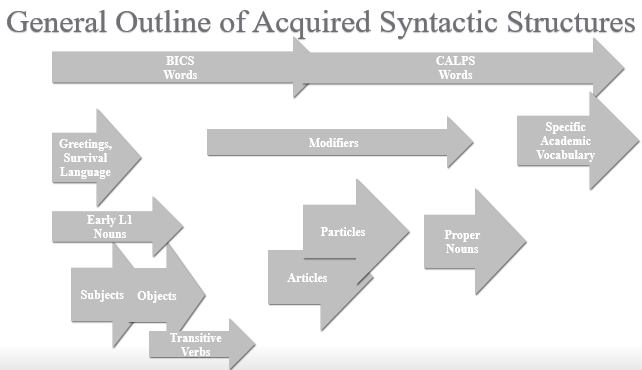 General Outline of Acquired Syntactic Structures
BICS
Words
CALPS
Words
Greetings,
Survival
Language
Modifiers
Specific
Academic
Vocabulary
Early L1
Nouns
Particles
Proper
Nouns
Subjects
Objects
Articles
Transitive
Verbs